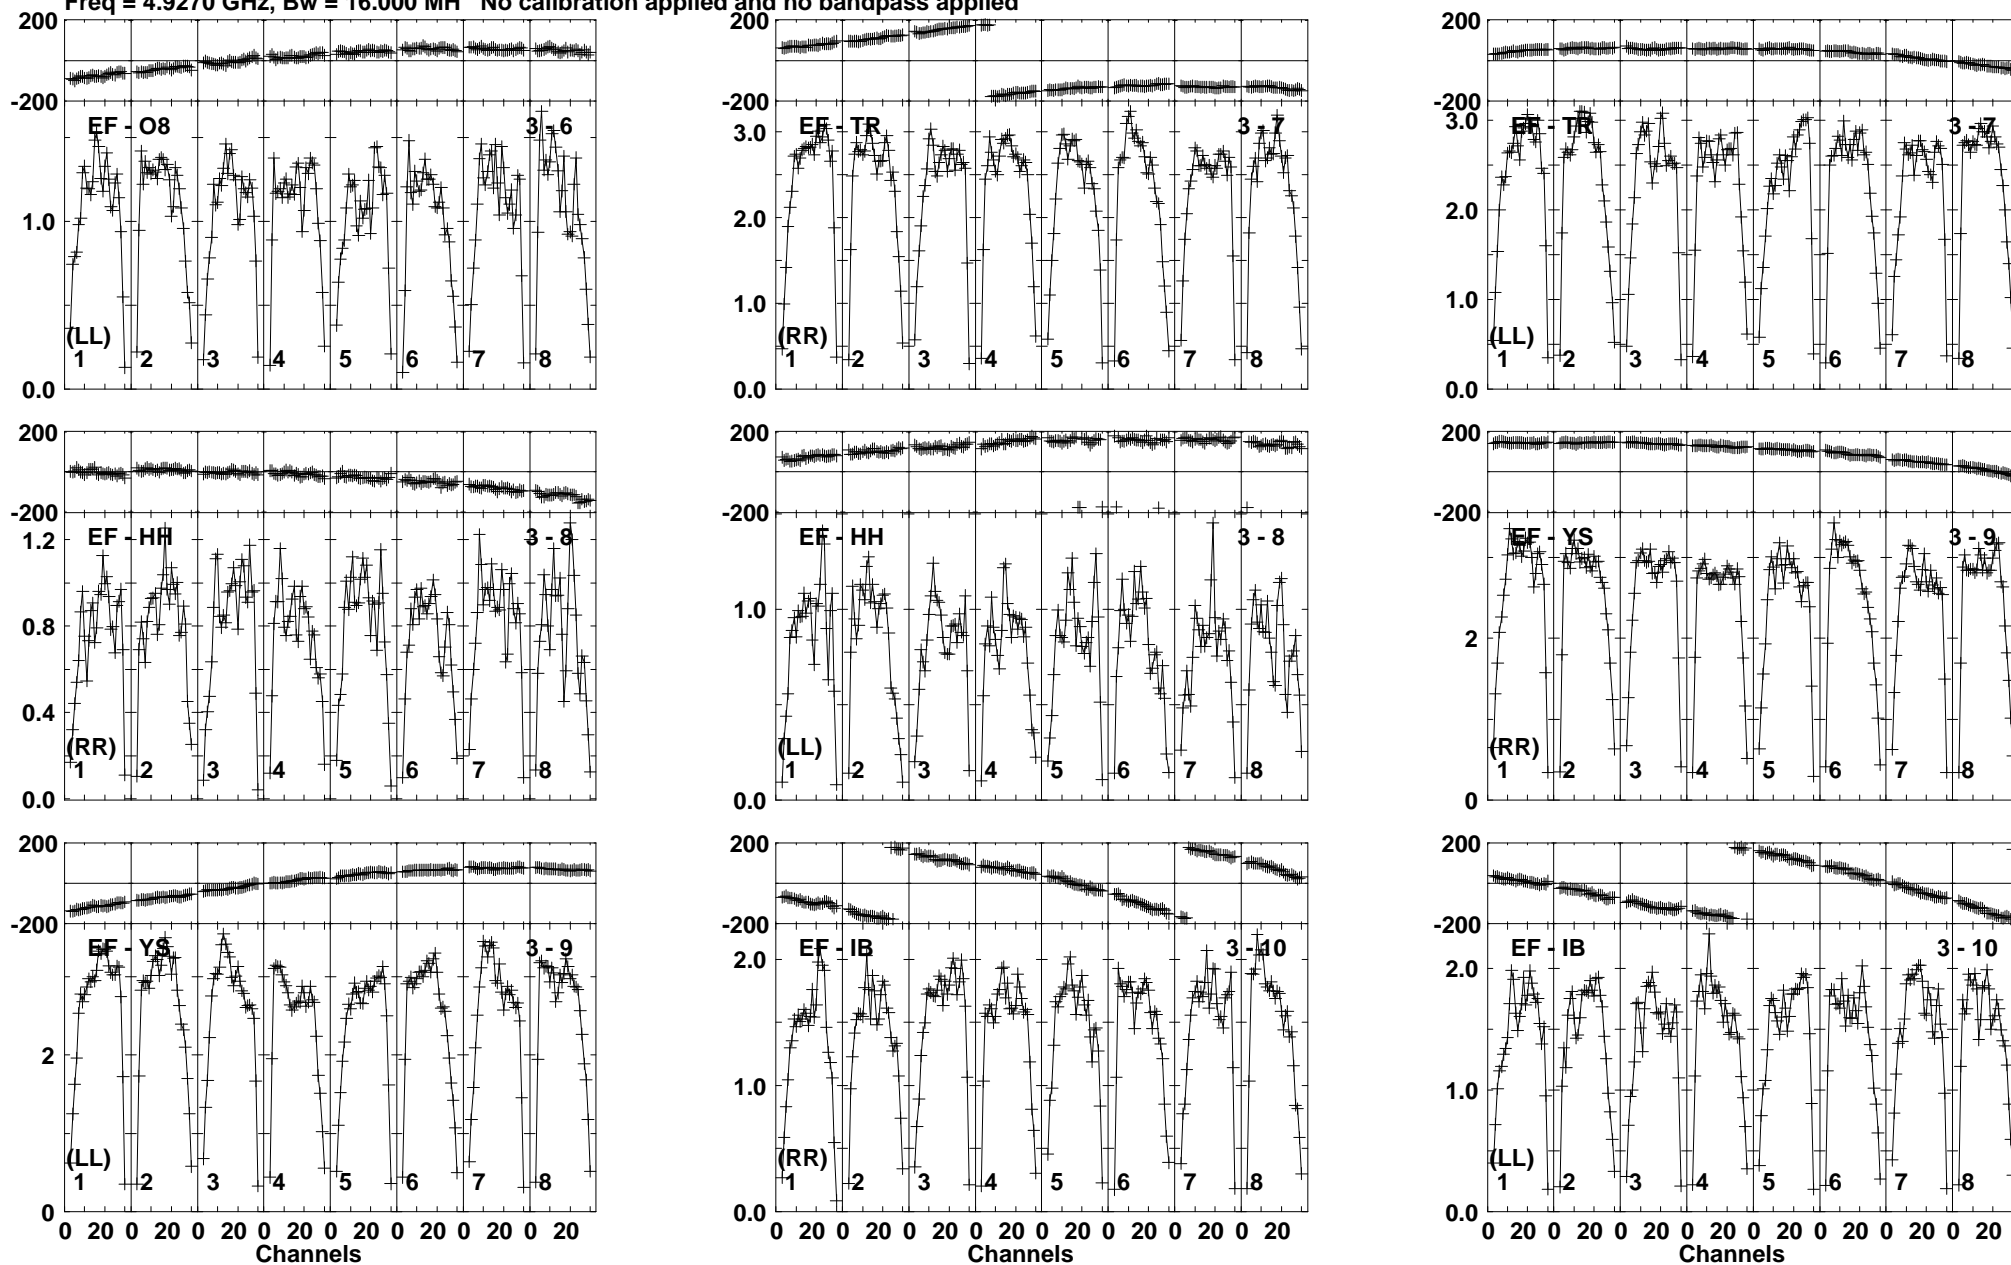 Freq = 4.9270 GHz, Bw = 16.000 MH No calibration applied and no bandpass applied
200 200 200
-200 -200 -200
EF - O8 3 - 6 EF - TR 3 - 7 EF - TR 3 - 7
3.0 3.0
1.0 2.0 2.0
1.0 1.0
(LL) (RR) (LL)
1 2 3 4 5 6 7 8 1 2 3 4 5 6 7 8 1 2 3 4 5 6 7 8
0.0 0.0 0.0
200 200 200
-200 -200 -200
EF - HH 3 - 8 EF - HH 3 - 8 EF - YS 3 - 9
1.2
0.8 1.0 2
0.4
(RR) (LL) (RR)
1 2 3 4 5 6 7 8 1 2 3 4 5 6 7 8 1 2 3 4 5 6 7 8
0.0 0.0 0
200 200 200
-200 -200 -200
EF - YS 3 - 9 EF - IB 3 - 10 EF - IB 3 - 10
2.0 2.0
2 1.0 1.0
(LL) (RR) (LL)
1 2 3 4 5 6 7 8 1 2 3 4 5 6 7 8 1 2 3 4 5 6 7 8
0 0.0 0.0
0 20 0 20 0 20 0 20 0 20 0 20 0 20 0 20 0 20 0 20 0 20 0 20 0 20 0 20 0 20 0 20 0 20 0 20 0 20 0 20 0 20 0 20 0 20 0 20
Channels Channels Channels